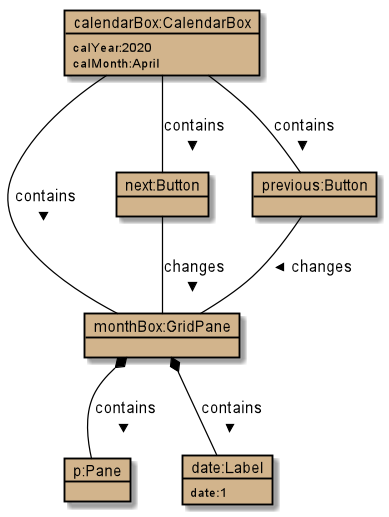 calendarBox:CalendarBox
calYear:2020
calMonth:April
contains
contains
next:Button
previous:Button
contains
changes
changes
monthBox:GridPane
contains
contains
p:Pane
date:Label
date:1